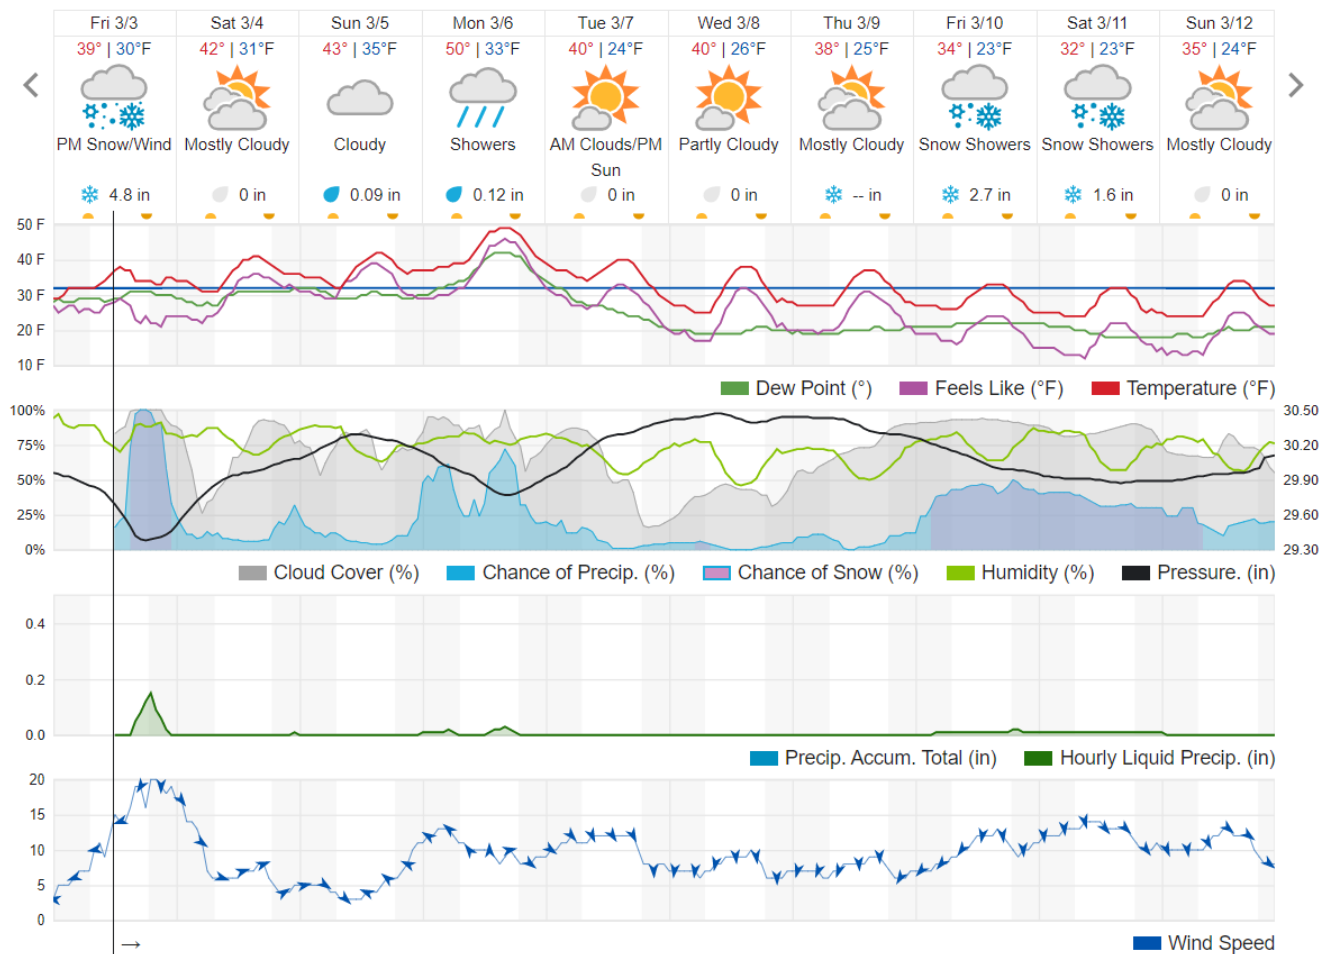 Fri 3/3 Sat 3/4 Sun 3/5 Mon 3/6 Tue 3/7 Wed 3/8 Thu 3/9 Fri 3/10 Sat 3/11 Sun 3/12
39° | 30°F 42° | 31°F 43° | 35°F 50° | 33°F 40° | 24°F 40° | 26°F 38° | 25°F 34° | 23°F 32° | 23°F 35° | 24°F
PM Snow/Wind Mostly Cloudy Cloudy Showers AM Clouds/PM Partly Cloudy Mostly Cloudy Snow Showers Snow Showers Mostly Cloudy
Sun
4.8 in 0 in 0.09 in 0.12 in 0 in 0 in -- in 2.7 in 1.6 in 0 in
50 F
40 F
30 F
20 F
10 F
Dew Point (°) Feels Like (°F) Temperature (°F)
100% 30.50
75% 30.20
50% 29.90
25% 29.60
0% 29.30
Cloud Cover (%) Chance of Precip. (%) Chance of Snow (%) Humidity (%) Pressure. (in)
0.4
0.2
0.0
Precip. Accum. Total (in) Hourly Liquid Precip. (in)
20
15
10
5
0
→
Wind Speed